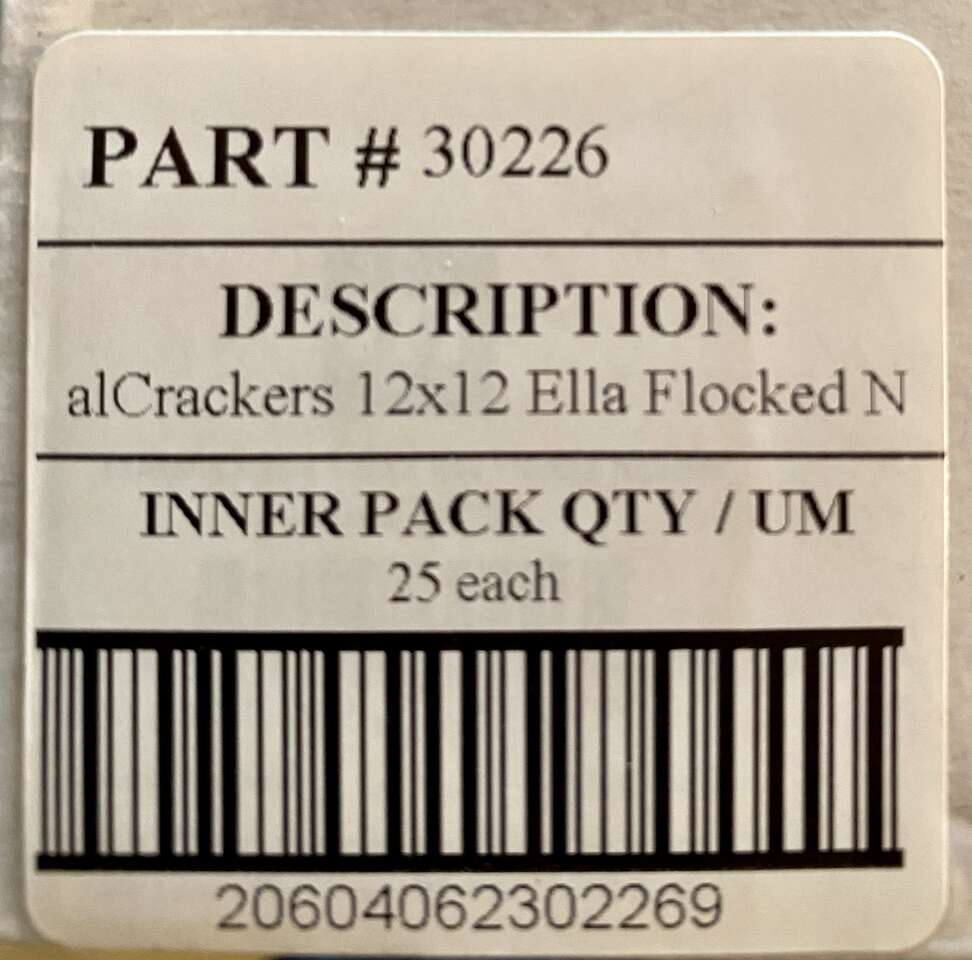 PART # 30226
DESCRIPTION:
alCrackers 12x12 Ella Flocked N
INNER PACK QTY / UM
25 each
20604062302269